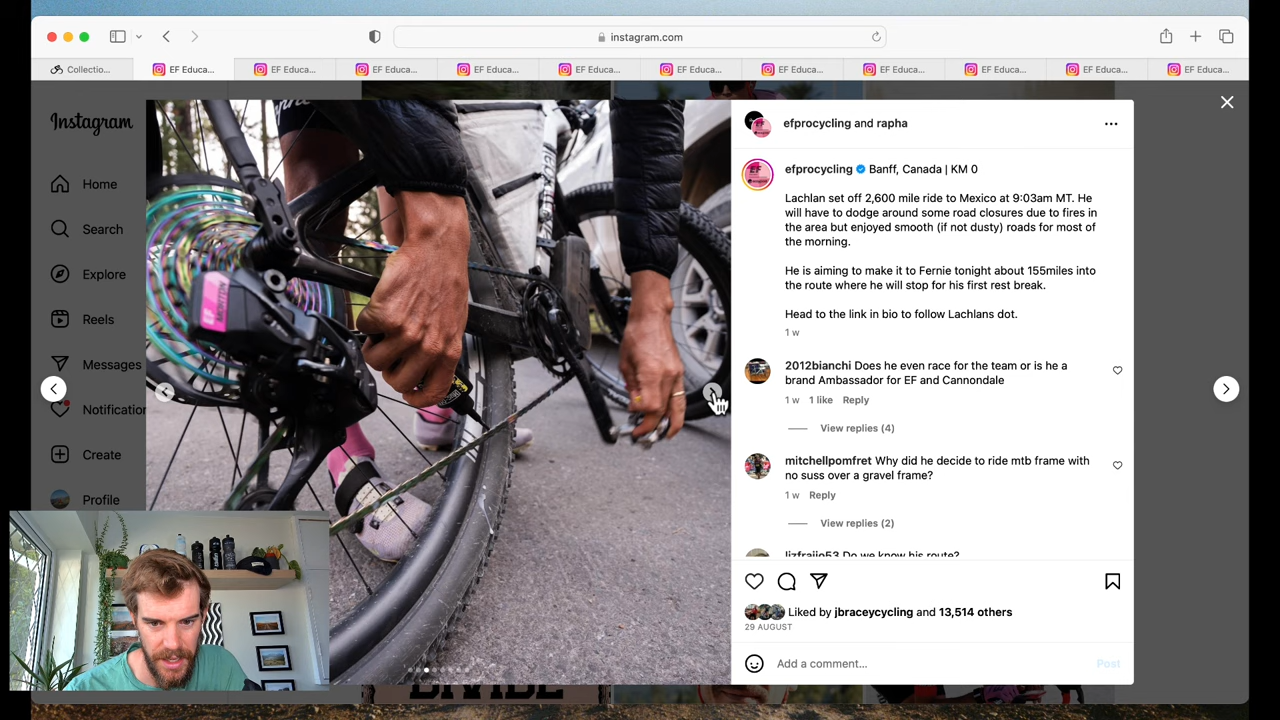 instagram.com
Collectio...
EF Educa...
EF Educa...
EF Educa...
EF Educa...
EF Educa...
EF Educa...
EF Educa...
EF Educa...
EF Educa...
EF Educa...
EF Educa...
Instagram
Home
Search
Explore
Reels
Messages
Notification
Create
Profile
efprocycling and rapha
efprocycling Banff, Canada | KM 0
Lachlan set off 2,600 mile ride to Mexico at 9:03am MT. He
will have to dodge around some road closures due to fires in
the area but enjoyed smooth (if not dusty) roads for most of
the morning.
He is aiming to make it to Fernie tonight about 155miles into
the route where he will stop for his first rest break.
Head to the link in bio to follow Lachlans dot.
1 w
2012bianchi Does he even race for the team or is he a
brand Ambassador for EF and Cannondale
1 w 1 like Reply
View replies (4)
mitchellpomfret Why did he decide to ride mtb frame with
no suss over a gravel frame?
1 w Reply
View replies (2)
lizfrajio53 Do we know his route?
Liked by jbraceycycling and 13,514 others
29 AUGUST
Add a comment...
Post
DIVIDE